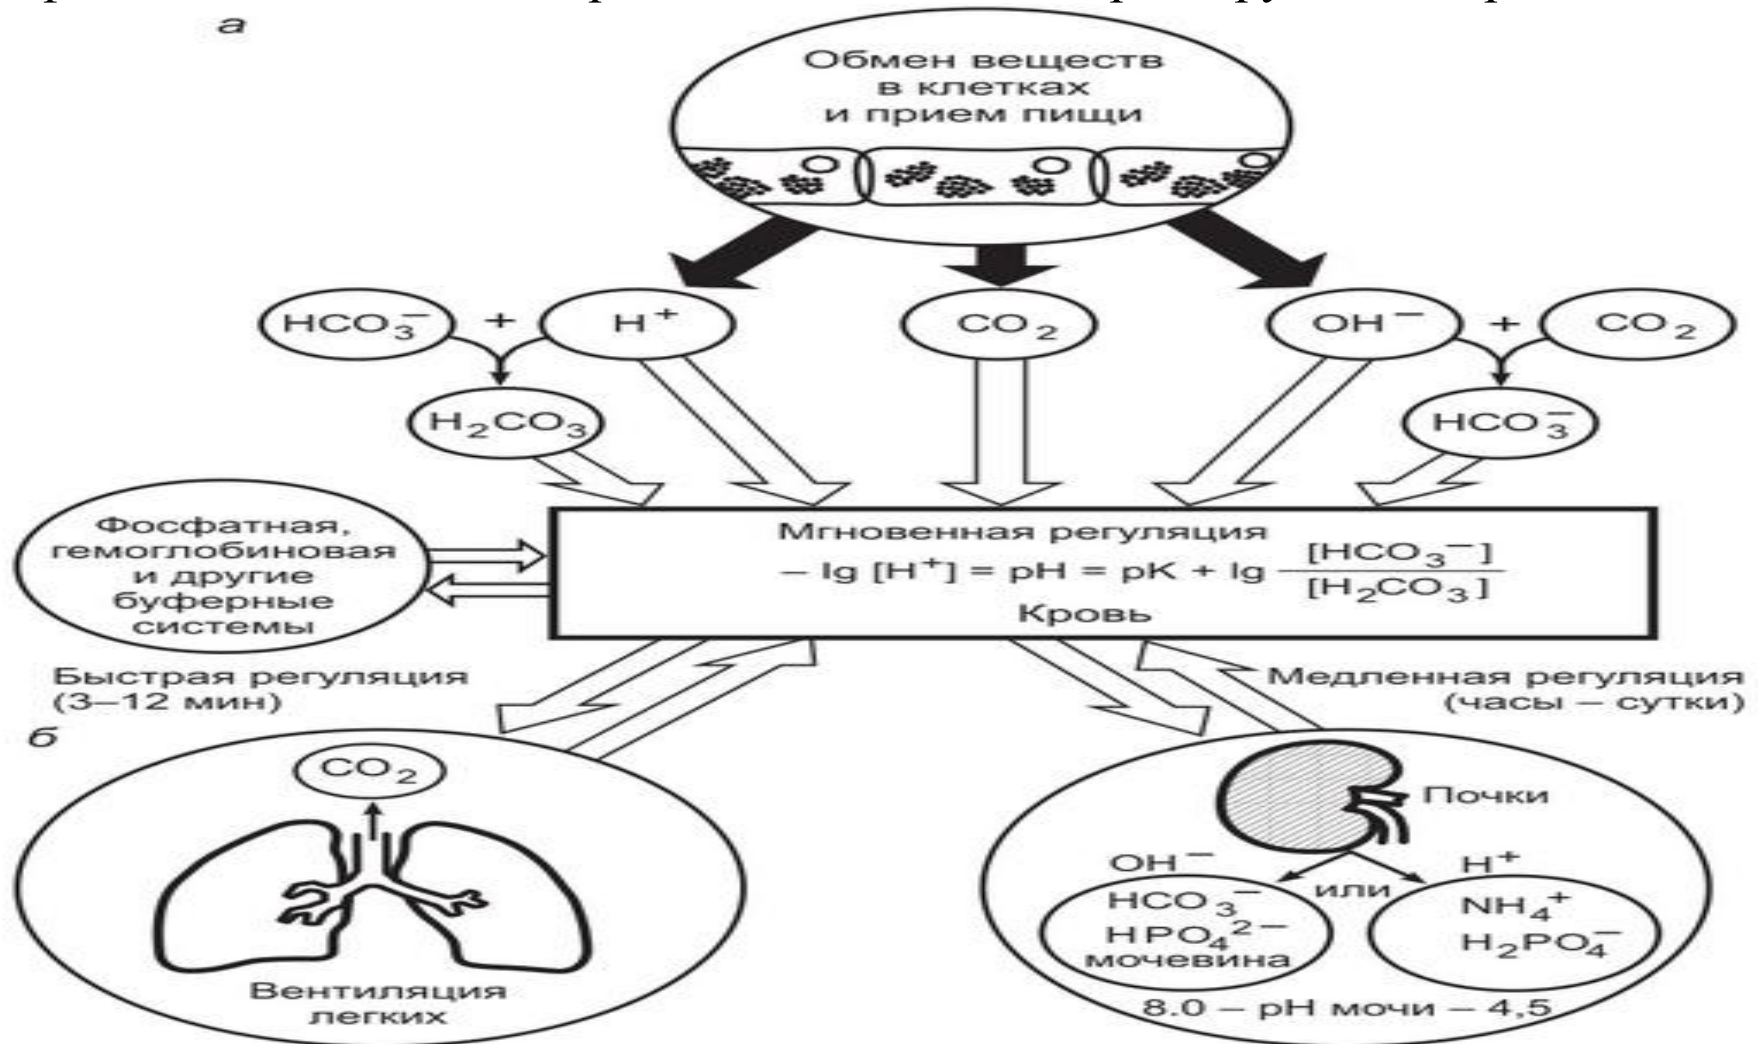 а
Обмен веществ
в клетках
и прием пищи
HCO₃⁻ + H⁺
CO₂
OH⁻ + CO₂
H₂CO₃
HCO₃⁻
Фосфатная,
гемоглобиновая
и другие
буферные
системы
Мгновенная регуляция
– lg [H⁺] = pH = pK + lg [HCO₃⁻] / [H₂CO₃]
Кровь
Быстрая регуляция
(3–12 мин)
Медленная регуляция
(часы – сутки)
б
CO₂
Вентиляция
легких
Почки
OH⁻
или
H⁺
HCO₃⁻
HPO₄²⁻
мочевина
NH₄⁺
H₂PO₄⁻
8.0 – pH мочи – 4,5